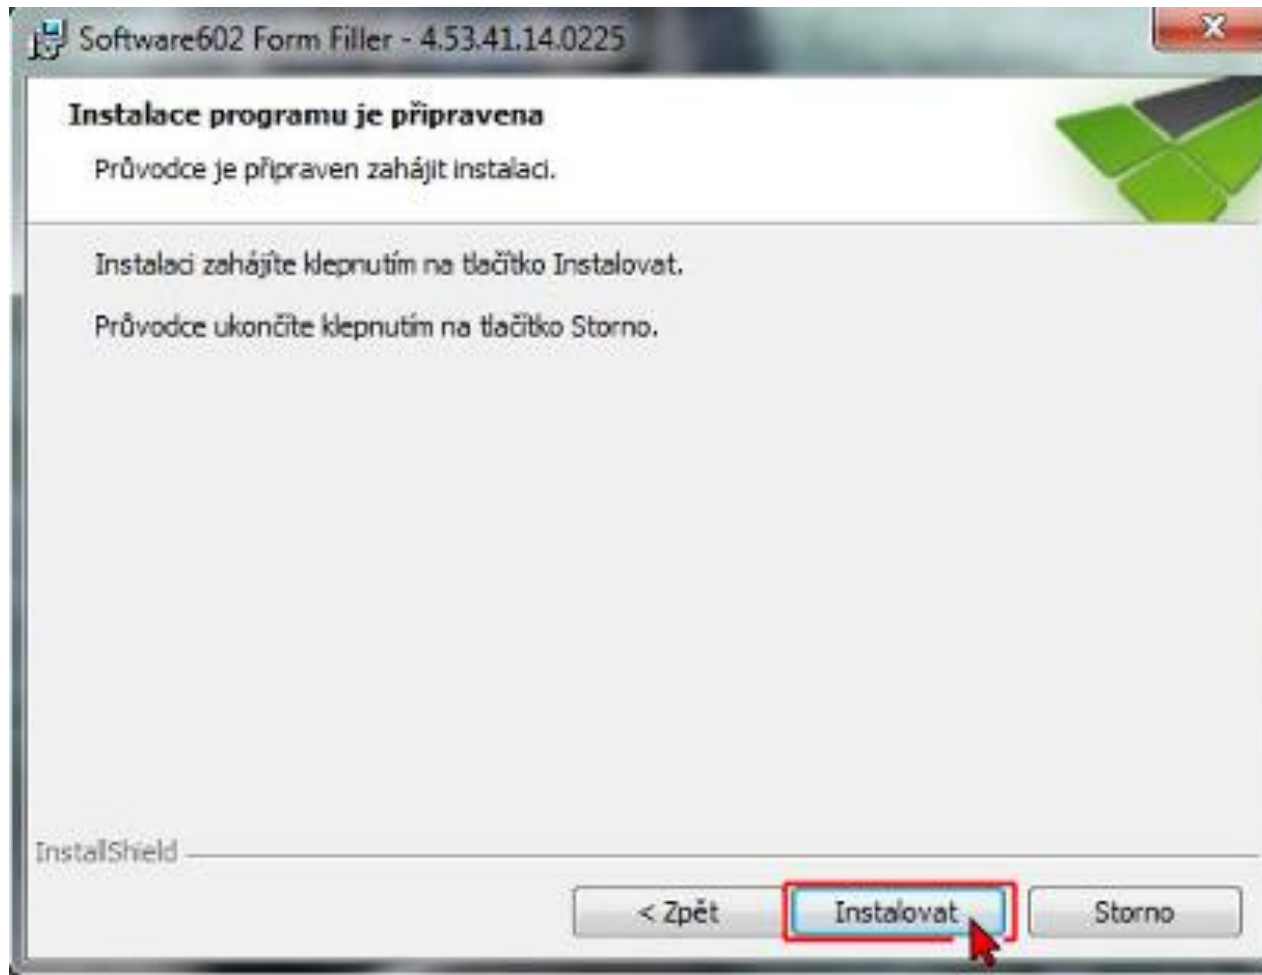 Software602 Form Filler - 4.53.41.14.0225
Instalace programu je připravena
Průvodce je připraven zahájit instalaci.
Instalaci zahájíte klepnutím na tlačítko Instalovat.
Průvodce ukončíte klepnutím na tlačítko Storno.
InstallShield
< Zpět
Instalovat
Storno